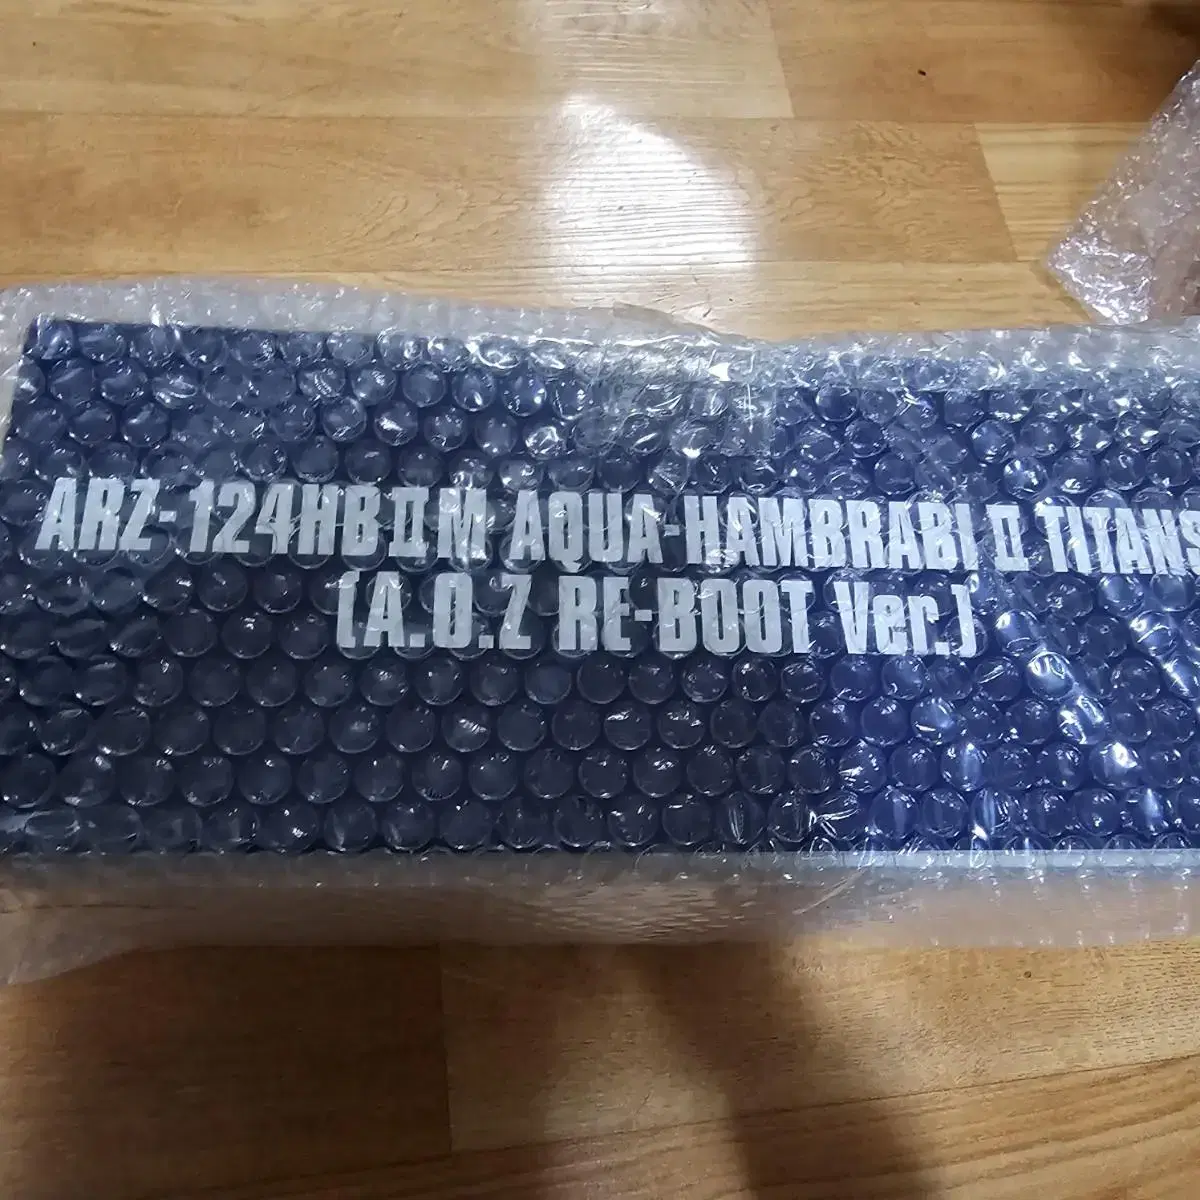 ARZ-124HBⅡM AQUA-HAMBRABI Ⅱ TITANS
[A.O.Z RE-BOOT Ver.]